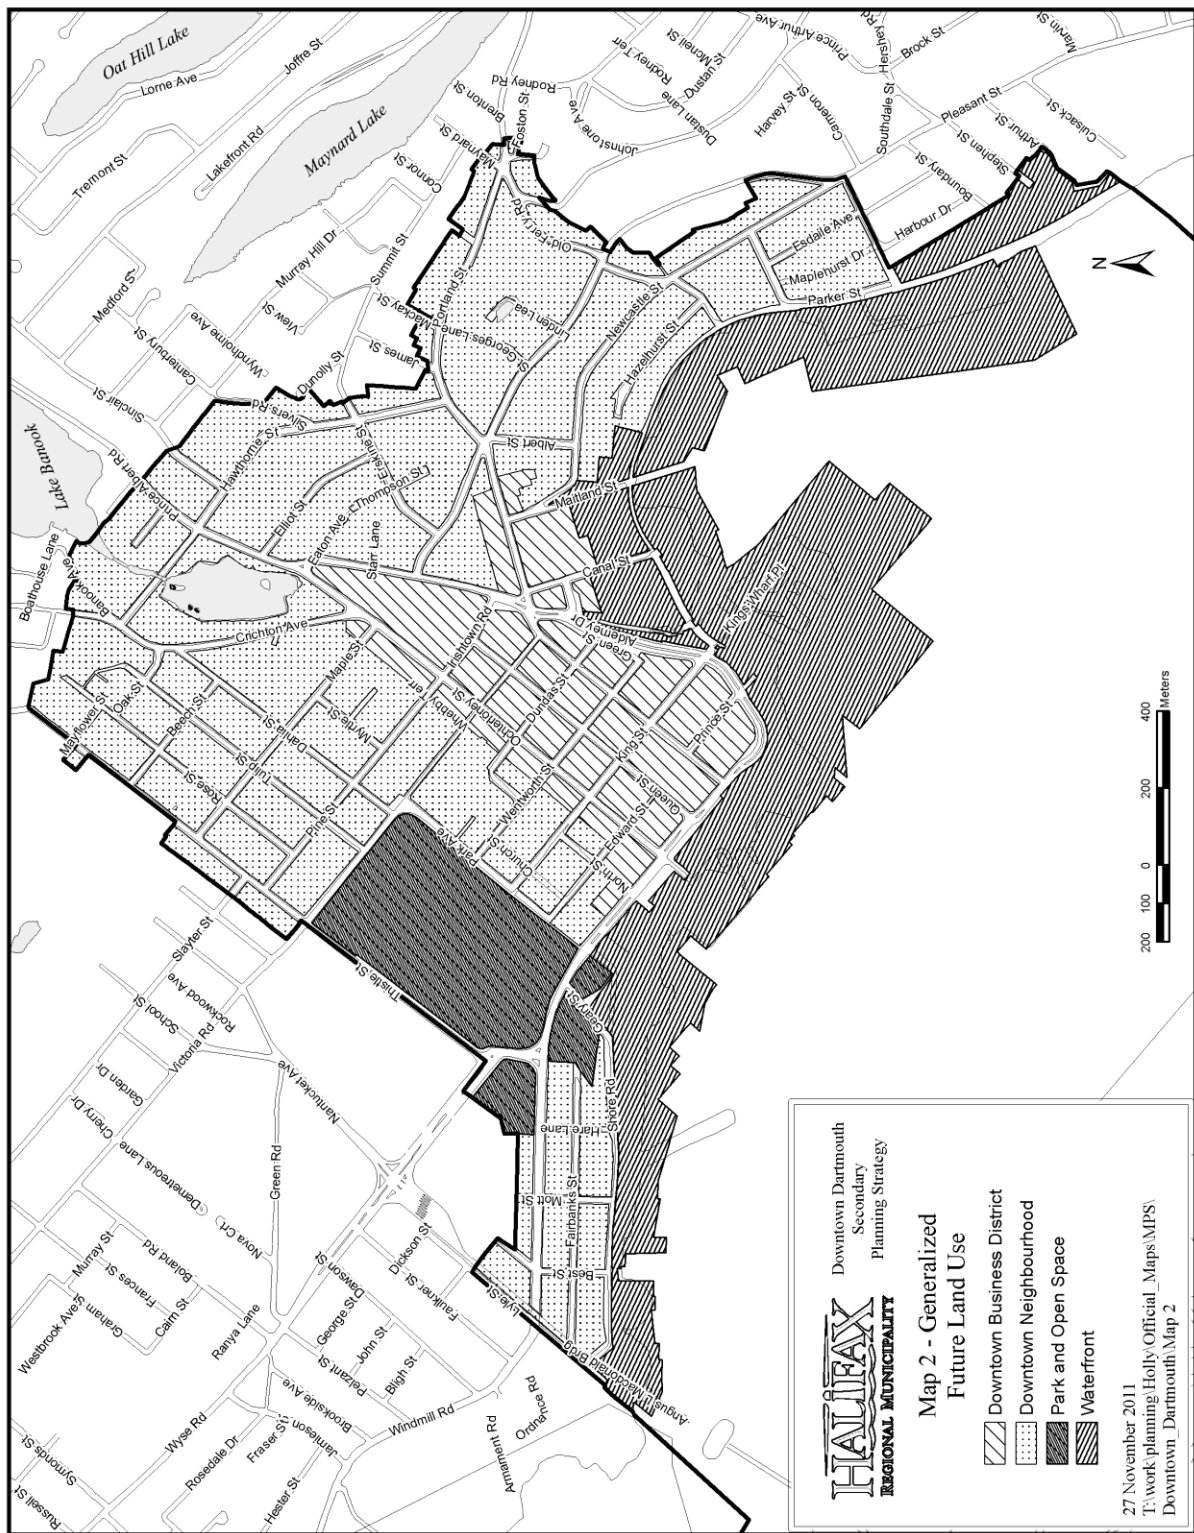 Oat Hill Lake
Lorne Ave
Joffre St
Tremont St
Lakefront Rd
Maynard Lake
Brenton St
Maynard St
Connor St
Boston St
Rodney Rd
Rodney Terr
Mcneil St
Dustan St
Dustan Lane
Johnstone Ave
Prince Arthur Ave
Hershey Rd
Brock St
Marvin St
Harvey St
Cameron St
Southdale St
Pleasant St
Cusack St
Arthur St
Stephen St
Boundary St
Harbour Dr
Esdaile Ave
Maplehurst Dr
Parker St
N
Medford St
Murray Hill Dr
Summit St
View St
Mackay St
Canterbury St
Wyndholme Ave
Sinclair St
Dunolly St
James St
Georges Lane
Portland St
Old Ferry Rd
Linden Lea
Newcastle St
Hazelhurst St
Lake Banook
Prince Albert Rd
Silvers Rd
Hawthorne St
Erskine St
Thompson St
Elliot St
Eaton Ave
Starr Lane
Albert St
Maitland St
Canal St
Kings Wharf Pl
Boathouse Lane
Banook Ave
Crichton Ave
Irishtown Rd
Alderney Dr
Green St
Mayflower St
Oak St
Beech St
Maple St
Myrtle St
Dahlia St
Tulip St
Rose St
Pine St
Whebby Terr
Ochterloney St
Dundas St
King St
Prince St
Queen St
Wentworth St
Edward St
Church St
North St
Park Ave
Thistle St
Geary St
Shore Rd
Hare Lane
Mott St
Fairbanks St
Best St
Lyle St
Angus L Macdonald Brdg
Slayter St
School St
Rockwood Ave
Victoria Rd
Garden Dr
Cherry Dr
Nantucket Ave
Demetreous Lane
Green Rd
Nova Crt
Boland Rd
Murray St
Frances St
Cairn St
Graham
Westbrook Ave
Ranya Lane
Dawson St
Dickson St
Faulkner St
George St
John St
Pelzant St
Bligh St
Wyse Rd
Brookside Ave
Jamieson
Fraser St
Rosedale Dr
Hester St
Symonds St
Russell St
Windmill Rd
Armament Rd
Ordnance Rd
200 100 0 200 400
Meters
HALIFAX
REGIONAL MUNICIPALITY
Downtown Dartmouth
Secondary
Planning Strategy
Map 2 - Generalized
Future Land Use
Downtown Business District
Downtown Neighbourhood
Park and Open Space
Waterfront
27 November 2011
T:\work\planning\Holly\Official_Maps\MPS\
Downtown_Dartmouth\Map 2